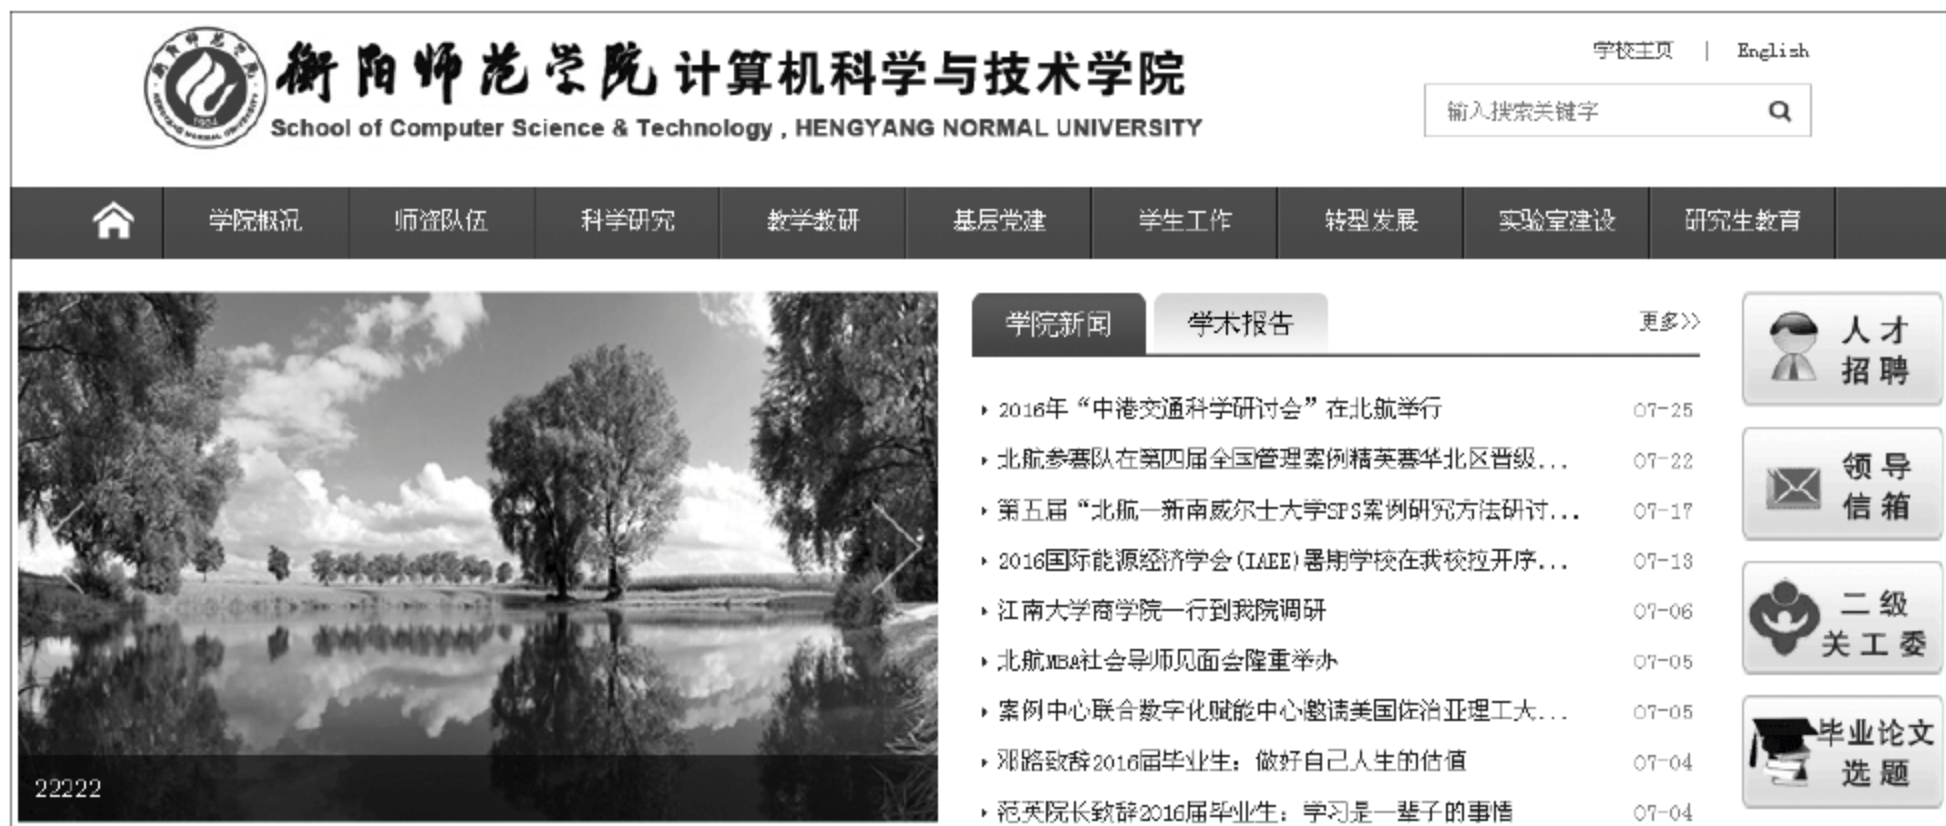 衡阳师范学院 计算机科学与技术学院
School of Computer Science & Technology , HENGYANG NORMAL UNIVERSITY
学校主页 | English
输入搜索关键字
学院概况 师资队伍 科学研究 教学教研 基层党建 学生工作 转型发展 实验室建设 研究生教育
学院新闻 学术报告 更多>>
2016年“中港交通科学研讨会”在北航举行 07-25
北航参赛队在第四届全国管理案例精英赛华北区晋级... 07-22
第五届“北航—新南威尔士大学SPS案例研究方法研讨... 07-17
2016国际能源经济学会(IAEE)暑期学校在我校拉开序... 07-13
江南大学商学院一行到我院调研 07-06
北航MBA社会导师见面会隆重举办 07-05
案例中心联合数字化赋能中心邀请美国佐治亚理工大... 07-05
邓路致辞2016届毕业生：做好自己人生的估值 07-04
范英院长致辞2016届毕业生：学习是一辈子的事情 07-04
22222
人才
招聘
领导
信箱
二级
关工委
毕业论文
选题